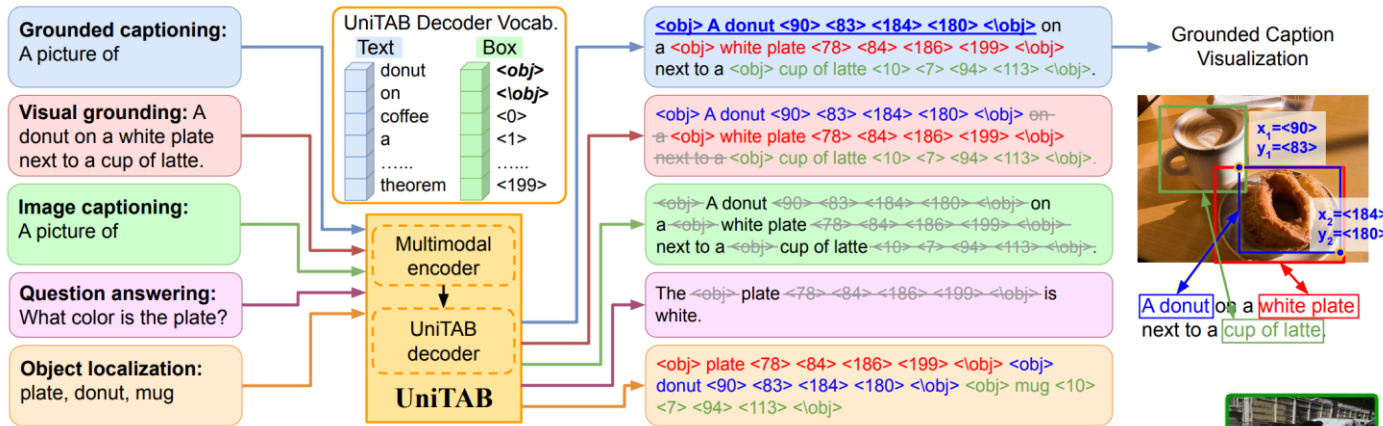 Grounded captioning:
A picture of
Visual grounding: A
donut on a white plate
next to a cup of latte.
Image captioning:
A picture of
Question answering:
What color is the plate?
Object localization:
plate, donut, mug
UniTAB Decoder Vocab.
Text
donut
on
coffee
a
......
theorem
Box
<obj>
<\obj>
<0>
<1>
......
<199>
Multimodal
encoder
UniTAB
decoder
UniTAB
<obj> A donut <90> <83> <184> <180> <\obj> on
a <obj> white plate <78> <84> <186> <199> <\obj>
next to a <obj> cup of latte <10> <7> <94> <113> <\obj>.
<obj> A donut <90> <83> <184> <180> <\obj> on
a <obj> white plate <78> <84> <186> <199> <\obj>
next to a <obj> cup of latte <10> <7> <94> <113> <\obj>.
<obj> A donut <90> <83> <184> <180> <\obj> on
a <obj> white plate <78> <84> <186> <199> <\obj>
next to a <obj> cup of latte <10> <7> <94> <113> <\obj>.
The <obj> plate <78> <84> <186> <199> <\obj> is
white.
<obj> plate <78> <84> <186> <199> <\obj> <obj>
donut <90> <83> <184> <180> <\obj> <obj> mug <10>
<7> <94> <113> <\obj>
Grounded Caption
Visualization
x1=<90>
y1=<83>
x2=<184>
y2=<180>
A donut on a white plate
next to a cup of latte.